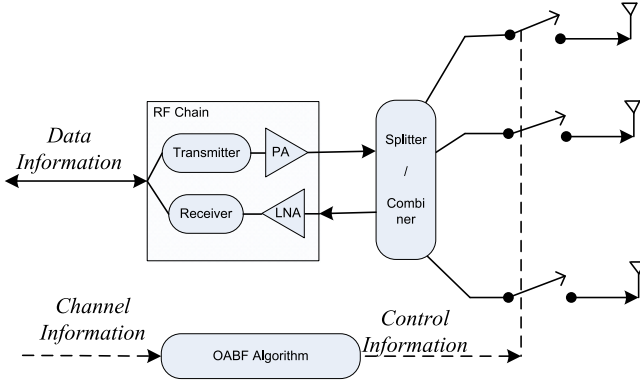 RF Chain
Data
Information
Transmitter
PA
Receiver
LNA
Splitter
/
Combi
ner
Channel
Information
OABF Algorithm
Control
Information